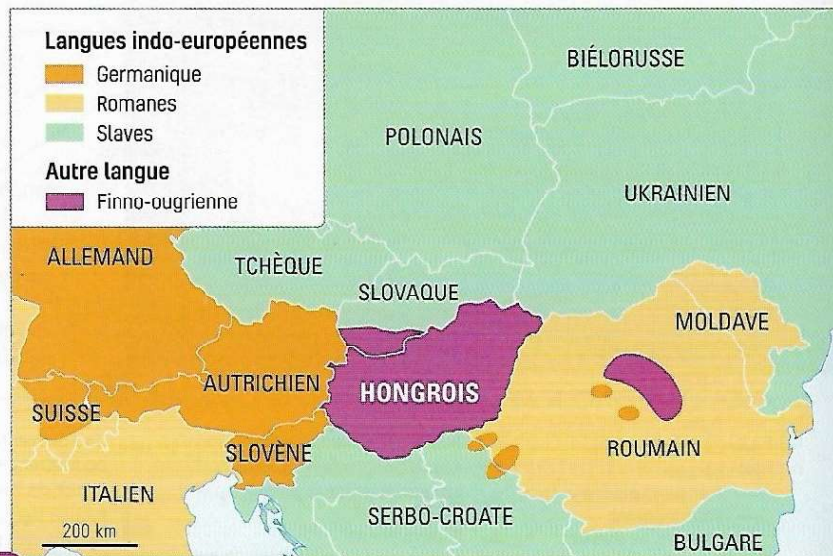 Langues indo-européennes
Germanique
Romanes
Slaves
Autre langue
Finno-ougrienne
BIÉLORUSSE
POLONAIS
UKRAINIEN
ALLEMAND
TCHÈQUE
SLOVAQUE
MOLDAVE
AUTRICHIEN
HONGROIS
SUISSE
SLOVÈNE
ROUMAIN
ITALIEN
SERBO-CROATE
200 km
BULGARE